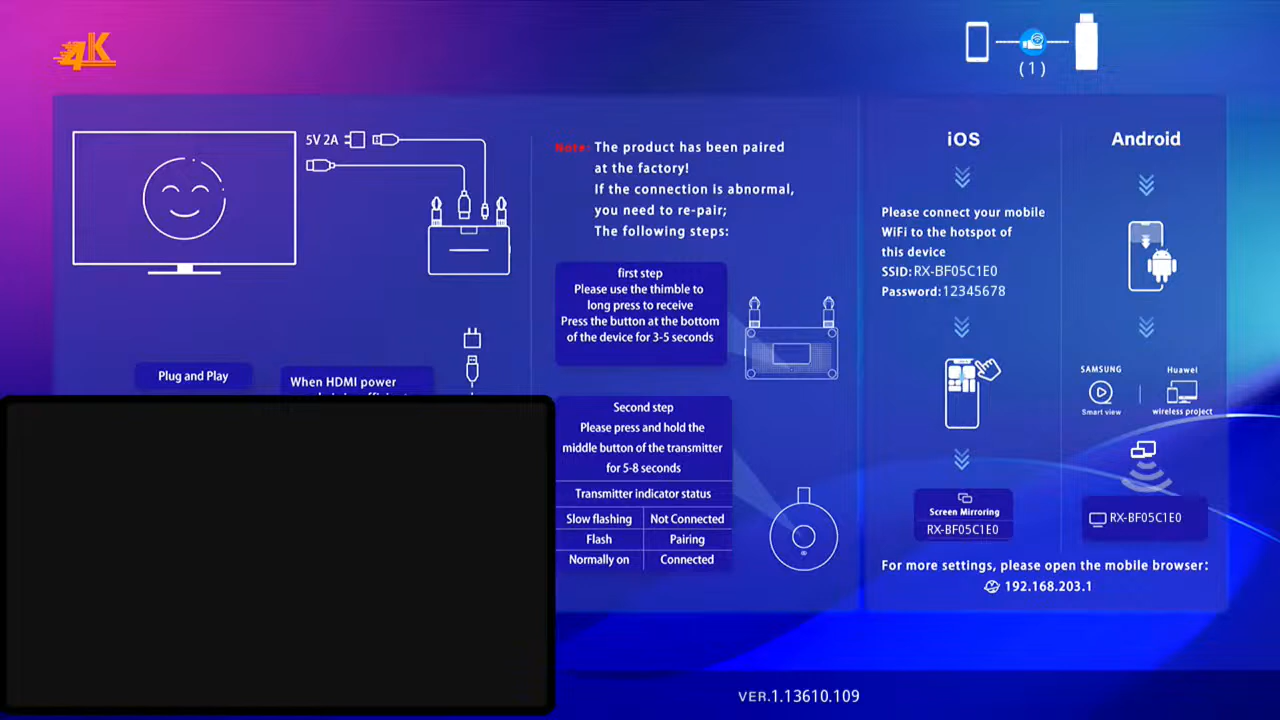 4K
(1)
5V 2A
Plug and Play
When HDMI power
Note: The product has been paired
at the factory!
If the connection is abnormal,
you need to re-pair;
The following steps:
first step
Please use the thimble to
long press to receive
Press the button at the bottom
of the device for 3-5 seconds
Second step
Please press and hold the
middle button of the transmitter
for 5-8 seconds
Transmitter indicator status
Slow flashing Not Connected
Flash Pairing
Normally on Connected
iOS
Please connect your mobile
WiFi to the hotspot of
this device
SSID:RX-BF05C1E0
Password:12345678
Screen Mirroring
RX-BF05C1E0
Android
SAMSUNG Huawei
Smart view wireless project
RX-BF05C1E0
For more settings, please open the mobile browser:
192.168.203.1
VER.1.13610.109